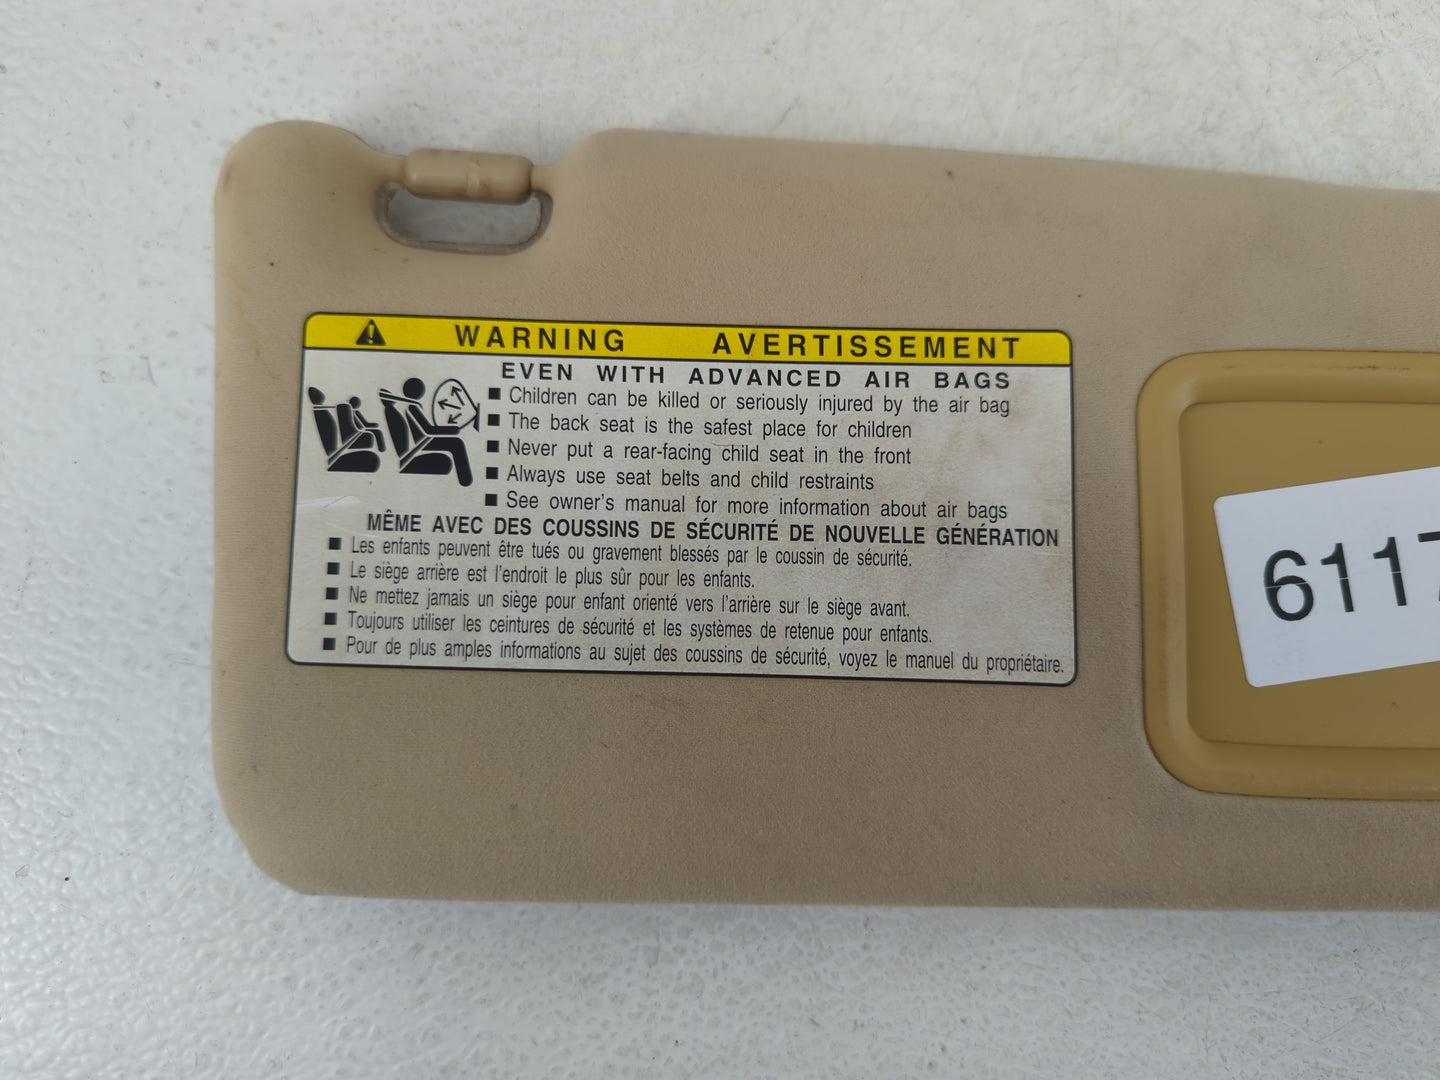 WARNING AVERTISSEMENT
EVEN WITH ADVANCED AIR BAGS
■ Children can be killed or seriously injured by the air bag
■ The back seat is the safest place for children
■ Never put a rear-facing child seat in the front
■ Always use seat belts and child restraints
■ See owner's manual for more information about air bags
MÊME AVEC DES COUSSINS DE SÉCURITÉ DE NOUVELLE GÉNÉRATION
■ Les enfants peuvent être tués ou gravement blessés par le coussin de sécurité.
■ Le siège arrière est l'endroit le plus sûr pour les enfants.
■ Ne mettez jamais un siège pour enfant orienté vers l'arrière sur le siège avant.
■ Toujours utiliser les ceintures de sécurité et les systèmes de retenue pour enfants.
■ Pour de plus amples informations au sujet des coussins de sécurité, voyez le manuel du propriétaire.
6117